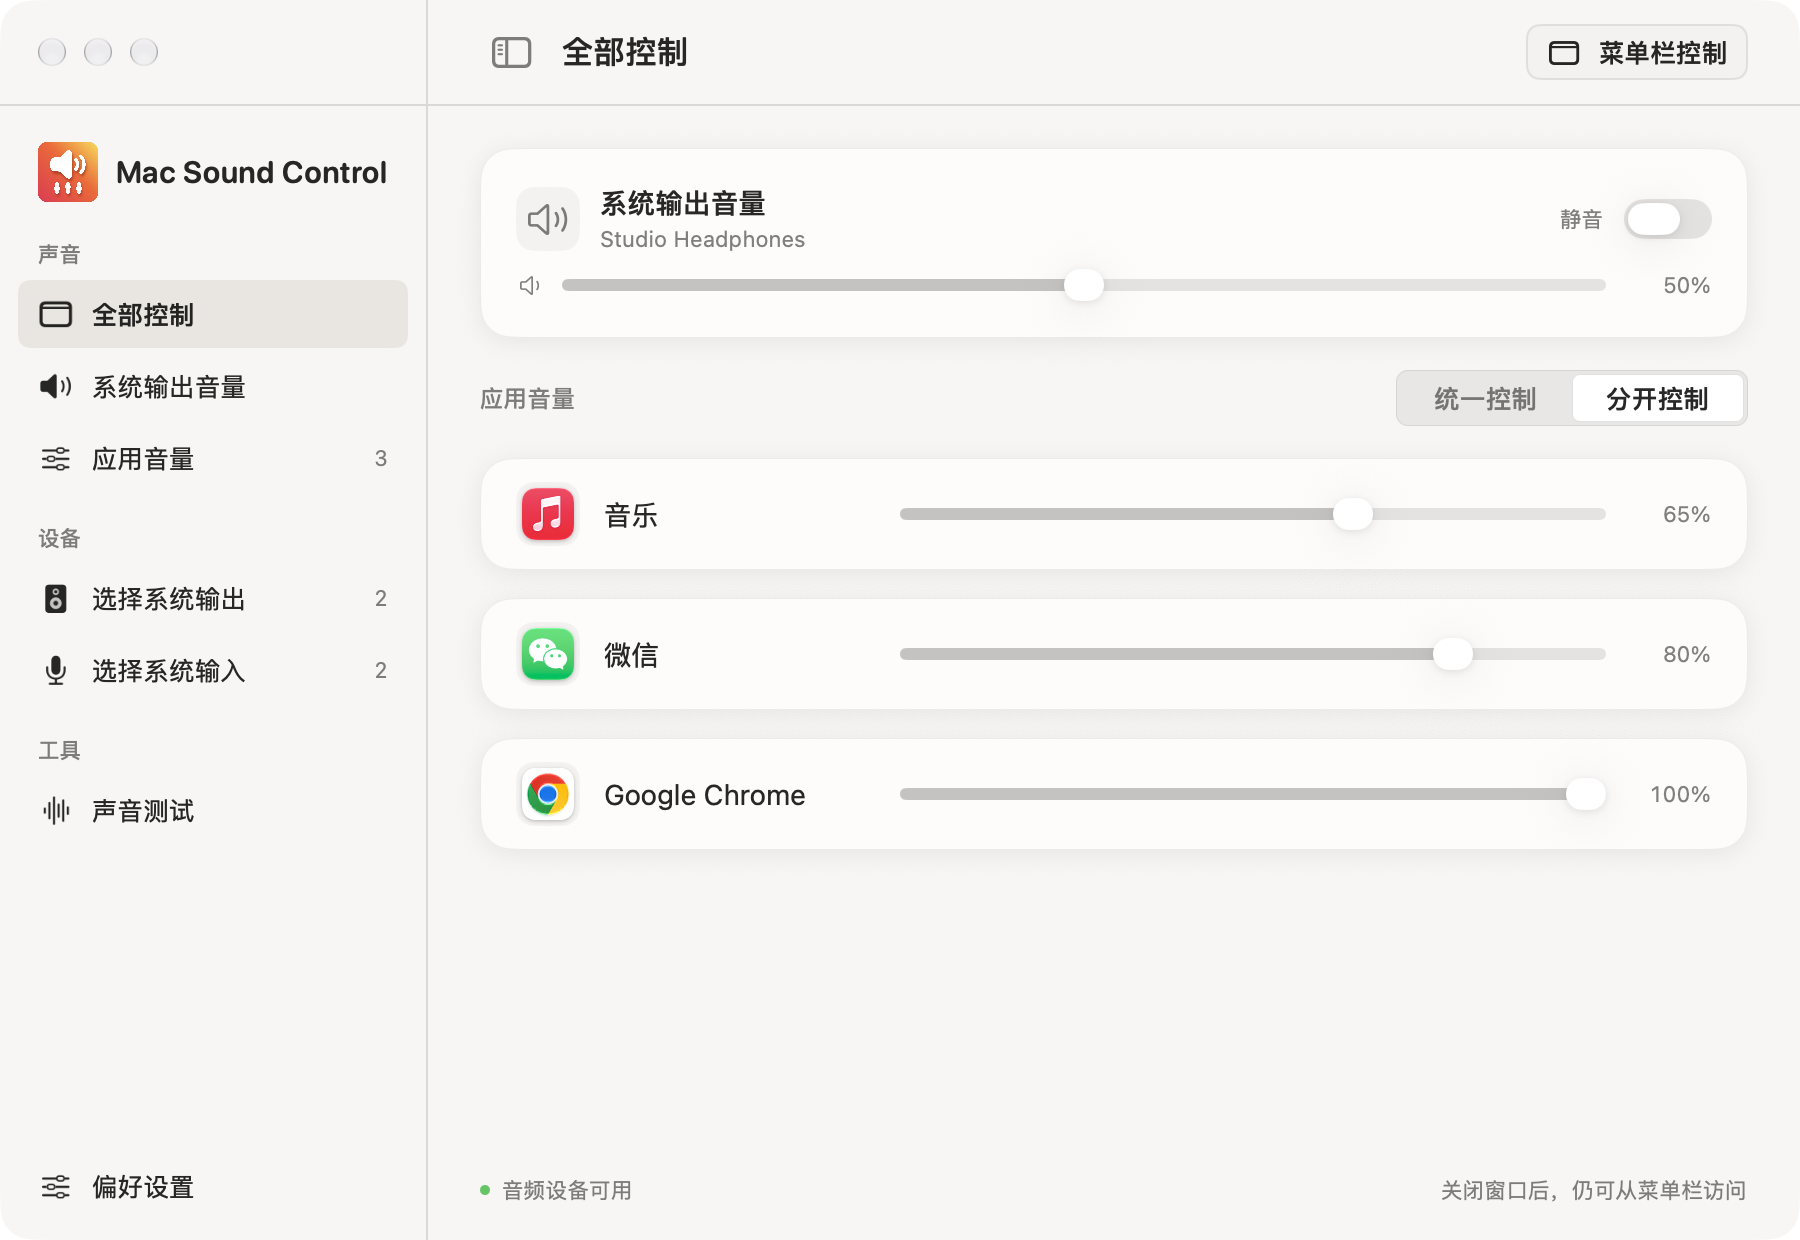 全部控制
菜单栏控制
Mac Sound Control
声音
全部控制
系统输出音量
应用音量 3
设备
选择系统输出 2
选择系统输入 2
工具
声音测试
偏好设置
系统输出音量
Studio Headphones
静音
50%
应用音量
统一控制 分开控制
音乐 65%
微信 80%
Google Chrome 100%
音频设备可用
关闭窗口后，仍可从菜单栏访问